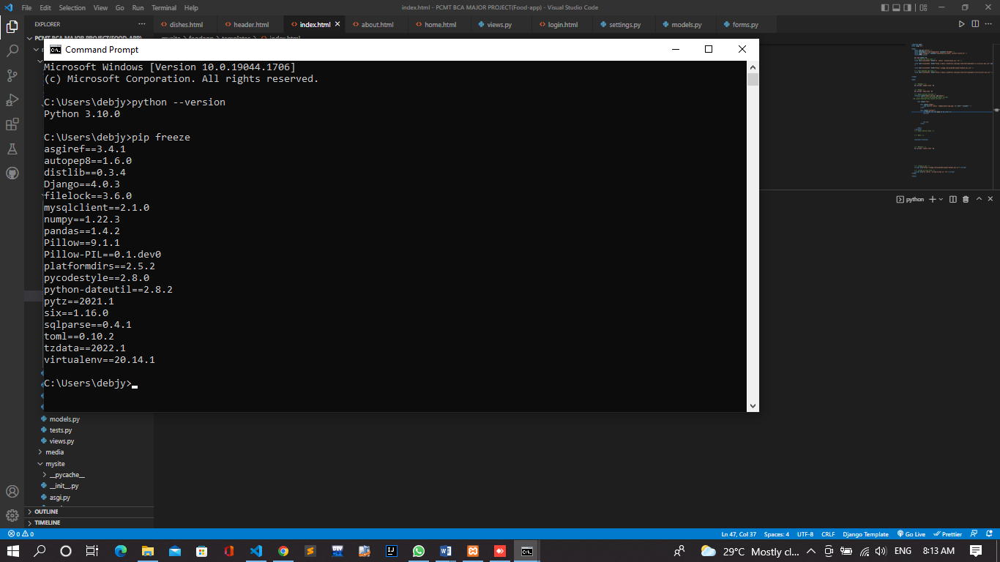 File Edit Selection View Go Run Terminal Help
index.html - PCMT BCA MAJOR PROJECT(Food-app) - Visual Studio Code
EXPLORER
dishes.html header.html index.html about.html home.html views.py login.html settings.py models.py forms.py
PCMT BCA MAJOR PROJECT(FOOD-APP)
mysite > foodapp > templates > index.html
Command Prompt
Microsoft Windows [Version 10.0.19044.1706]
(c) Microsoft Corporation. All rights reserved.
C:\Users\debjy>python --version
Python 3.10.0
C:\Users\debjy>pip freeze
asgiref==3.4.1
autopep8==1.6.0
distlib==0.3.4
Django==4.0.3
filelock==3.6.0
mysqlclient==2.1.0
numpy==1.22.3
pandas==1.4.2
Pillow==9.1.1
Pillow-PIL==0.1.dev0
platformdirs==2.5.2
pycodestyle==2.8.0
python-dateutil==2.8.2
pytz==2021.1
six==1.16.0
sqlparse==0.4.1
toml==0.10.2
tzdata==2022.1
virtualenv==20.14.1
C:\Users\debjy>
python
models.py
tests.py
views.py
media
mysite
__pycache__
__init__.py
asgi.py
OUTLINE
TIMELINE
0 0
Ln 47, Col 37 Spaces: 4 UTF-8 CRLF Django Template Go Live Prettier
29°C Mostly cl... ENG 8:13 AM